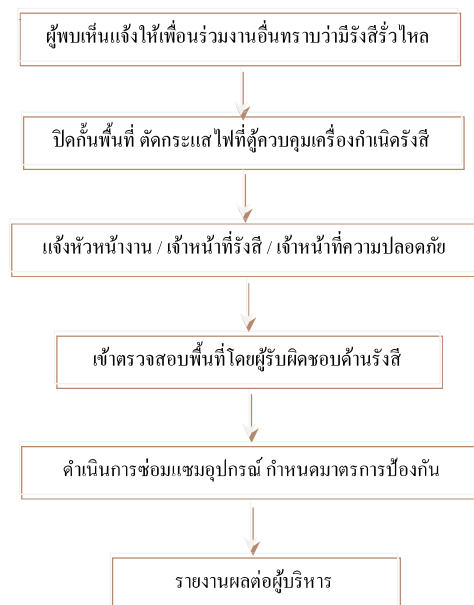 ผู้พบเห็นแจ้งให้เพื่อนร่วมงานอื่นทราบว่ามีรังสีรั่วไหล
ปิดกั้นพื้นที่ ตัดกระแสไฟที่ตู้ควบคุมเครื่องกำเนิดรังสี
แจ้งหัวหน้างาน / เจ้าหน้าที่รังสี / เจ้าหน้าที่ความปลอดภัย
เข้าตรวจสอบพื้นที่โดยผู้รับผิดชอบด้านรังสี
ดำเนินการซ่อมแซมอุปกรณ์ กำหนดมาตรการป้องกัน
รายงานผลต่อผู้บริหาร